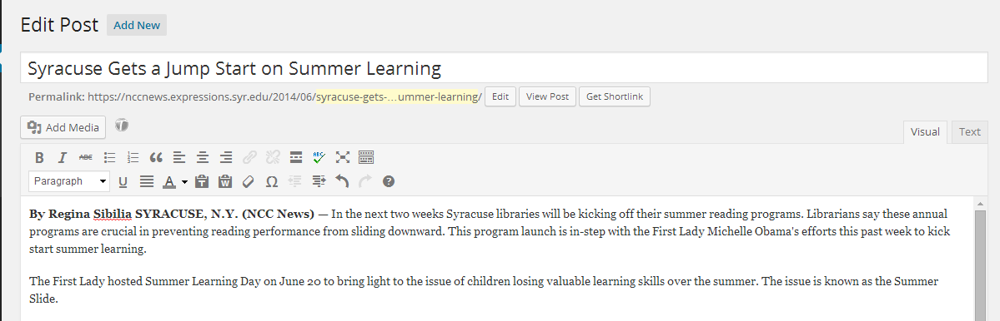 Edit Post Add New
Syracuse Gets a Jump Start on Summer Learning
Permalink: https://nccnews.expressions.syr.edu/2014/06/syracuse-gets-…ummer-learning/ Edit View Post Get Shortlink
Add Media Visual Text
B I ABC ABC
Paragraph U A T W Ω ?
By Regina Sibilia SYRACUSE, N.Y. (NCC News) — In the next two weeks Syracuse libraries will be kicking off their summer reading programs. Librarians say these annual
programs are crucial in preventing reading performance from sliding downward. This program launch is in-step with the First Lady Michelle Obama's efforts this past week to kick
start summer learning.
The First Lady hosted Summer Learning Day on June 20 to bring light to the issue of children losing valuable learning skills over the summer. The issue is known as the Summer
Slide.